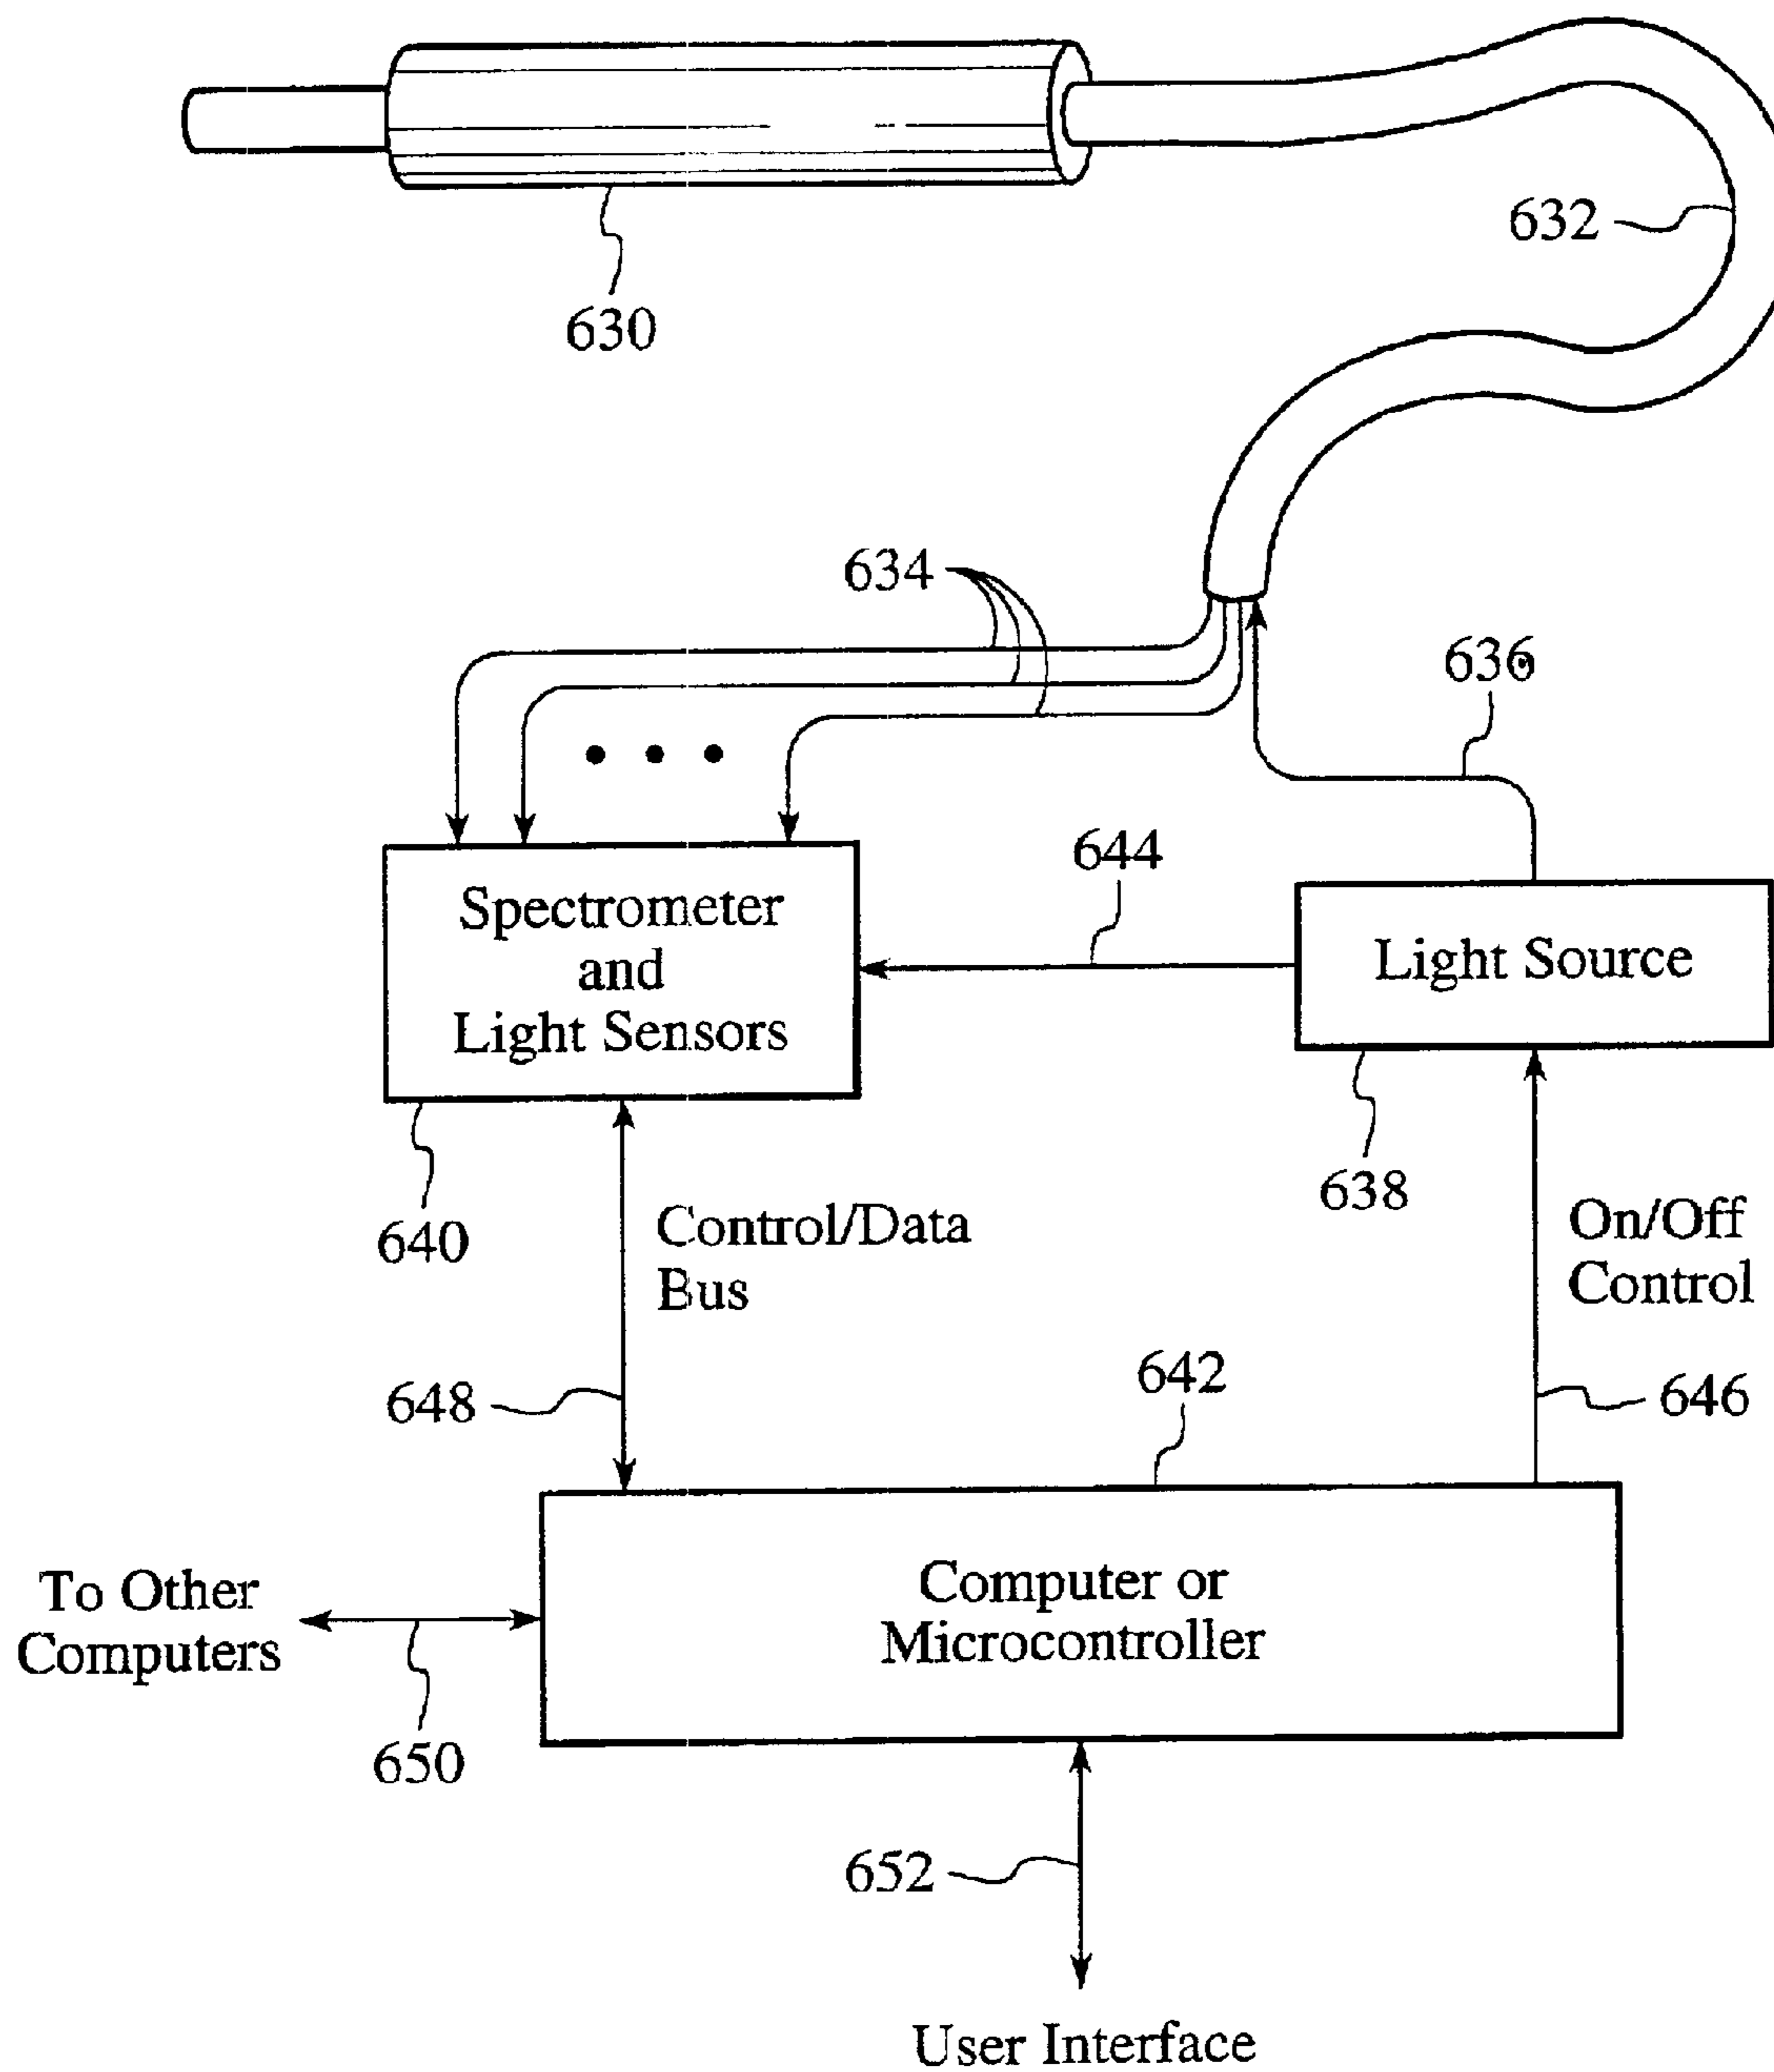 632
630
634
636
644
Spectrometer
and
Light Sensors
Light Source
638
640
Control/Data
Bus
On/Off
Control
642
648
646
To Other
Computers
Computer or
Microcontroller
650
652
User Interface